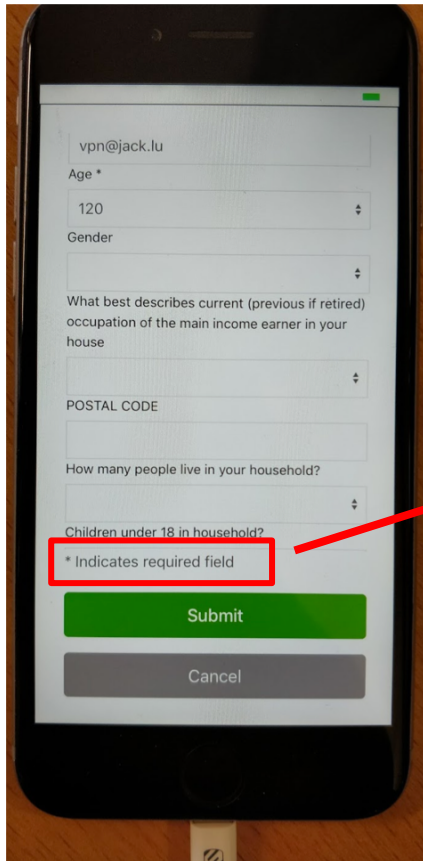 vpn@jack.lu
Age *
120
Gender
What best describes current (previous if retired)
occupation of the main income earner in your
house
POSTAL CODE
How many people live in your household?
Children under 18 in household?
* Indicates required field
Submit
Cancel